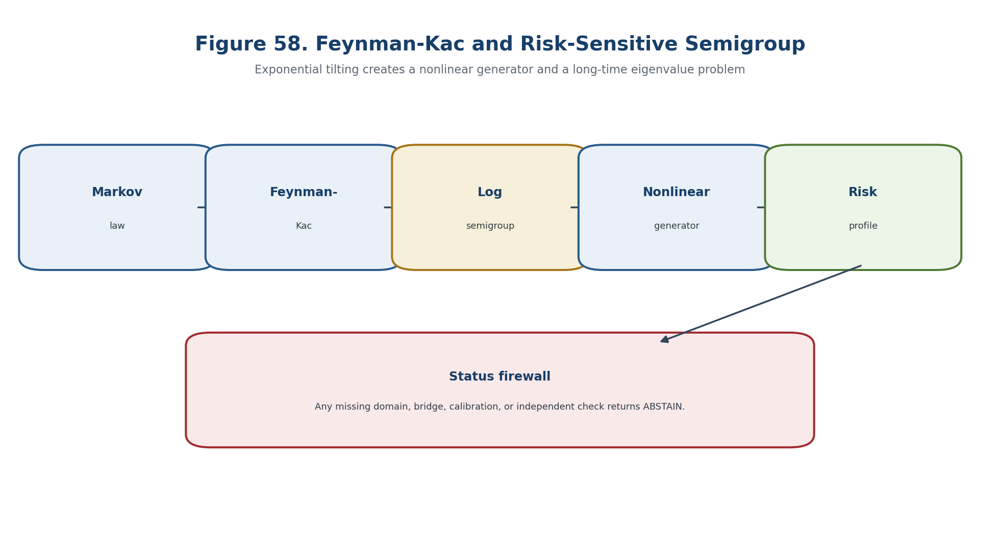 Figure 58. Feynman-Kac and Risk-Sensitive Semigroup
Exponential tilting creates a nonlinear generator and a long-time eigenvalue problem
Markov
law
Feynman-
Kac
Log
semigroup
Nonlinear
generator
Risk
profile
Status firewall
Any missing domain, bridge, calibration, or independent check returns ABSTAIN.